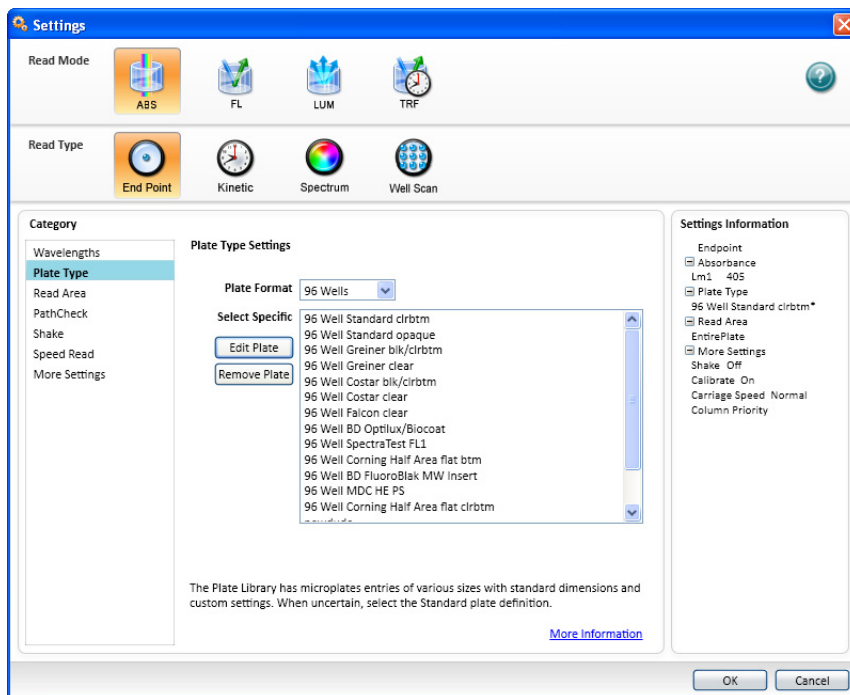 Settings
Read Mode
ABS
FL
LUM
TRF
?
Read Type
End Point
Kinetic
Spectrum
Well Scan
Category
Wavelengths
Plate Type
Read Area
PathCheck
Shake
Speed Read
More Settings
Plate Type Settings
Plate Format
96 Wells
Select Specific
Edit Plate
Remove Plate
96 Well Standard clrbtm
96 Well Standard opaque
96 Well Greiner blk/clrbtm
96 Well Greiner clear
96 Well Costar blk/clrbtm
96 Well Costar clear
96 Well Falcon clear
96 Well BD Optilux/Biocoat
96 Well SpectraTest FL1
96 Well Corning Half Area flat btm
96 Well BD FluoroBlak MW Insert
96 Well MDC HE PS
96 Well Corning Half Area flat clrbtm
The Plate Library has microplates entries of various sizes with standard dimensions and
custom settings. When uncertain, select the Standard plate definition.
More Information
Settings Information
Endpoint
Absorbance
Lm1 405
Plate Type
96 Well Standard clrbtm*
Read Area
EntirePlate
More Settings
Shake Off
Calibrate On
Carriage Speed Normal
Column Priority
OK
Cancel